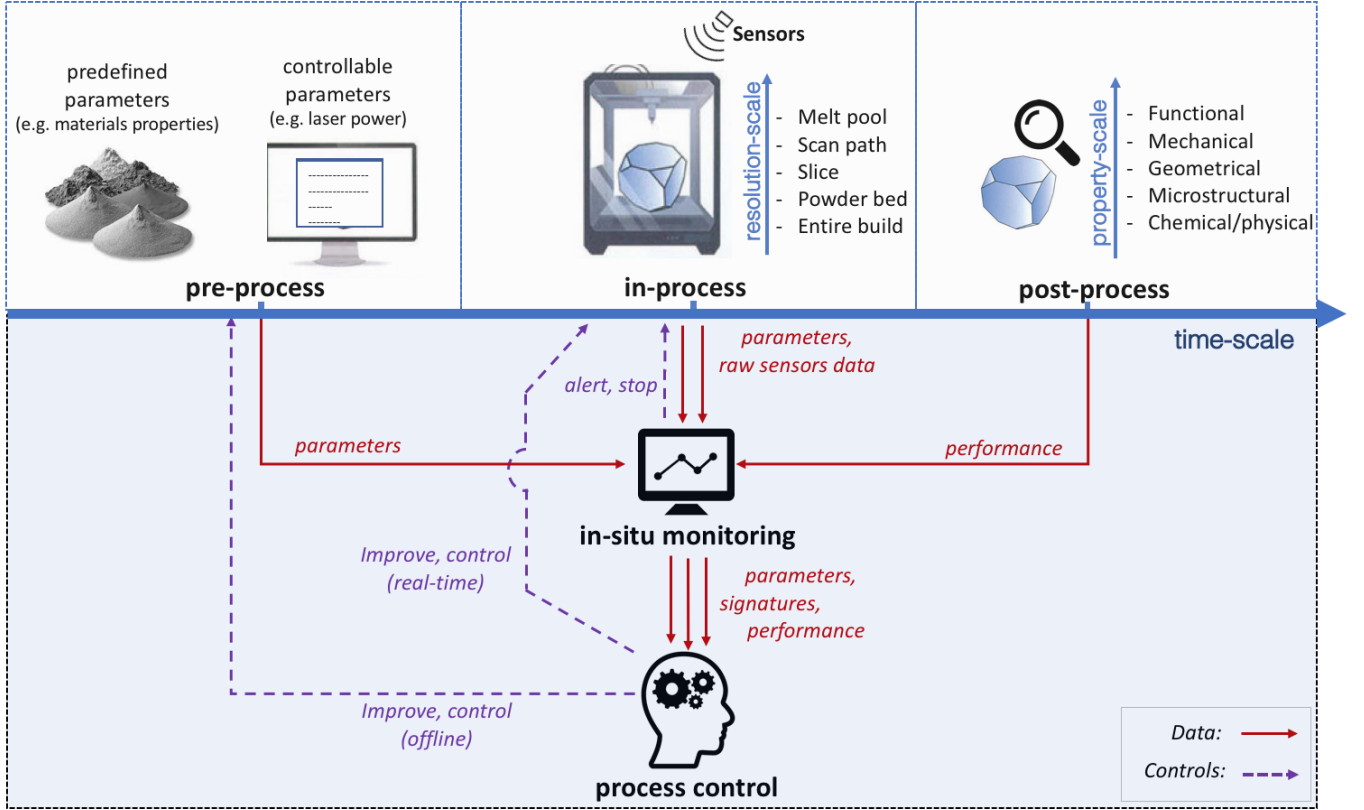 predefined
parameters
(e.g. materials properties)
controllable
parameters
(e.g. laser power)
pre-process
Sensors
resolution-scale
- Melt pool
- Scan path
- Slice
- Powder bed
- Entire build
in-process
property-scale
- Functional
- Mechanical
- Geometrical
- Microstructural
- Chemical/physical
post-process
time-scale
parameters,
raw sensors data
alert, stop
parameters
performance
in-situ monitoring
Improve, control
(real-time)
parameters,
signatures,
performance
Improve, control
(offline)
process control
Data:
Controls: